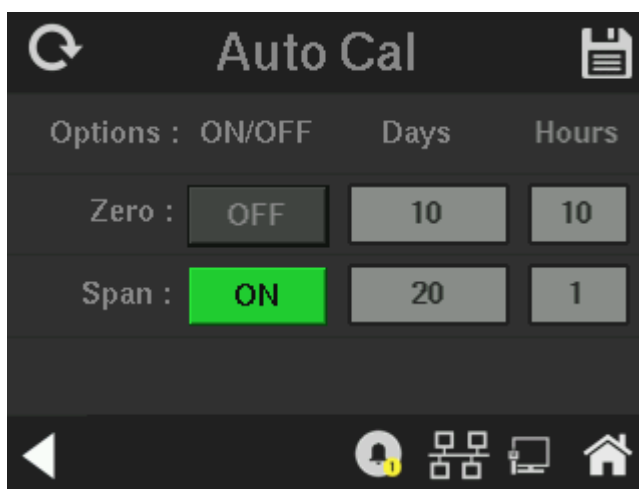 Auto Cal
Options : ON/OFF Days Hours
Zero : OFF 10 10
Span : ON 20 1
1